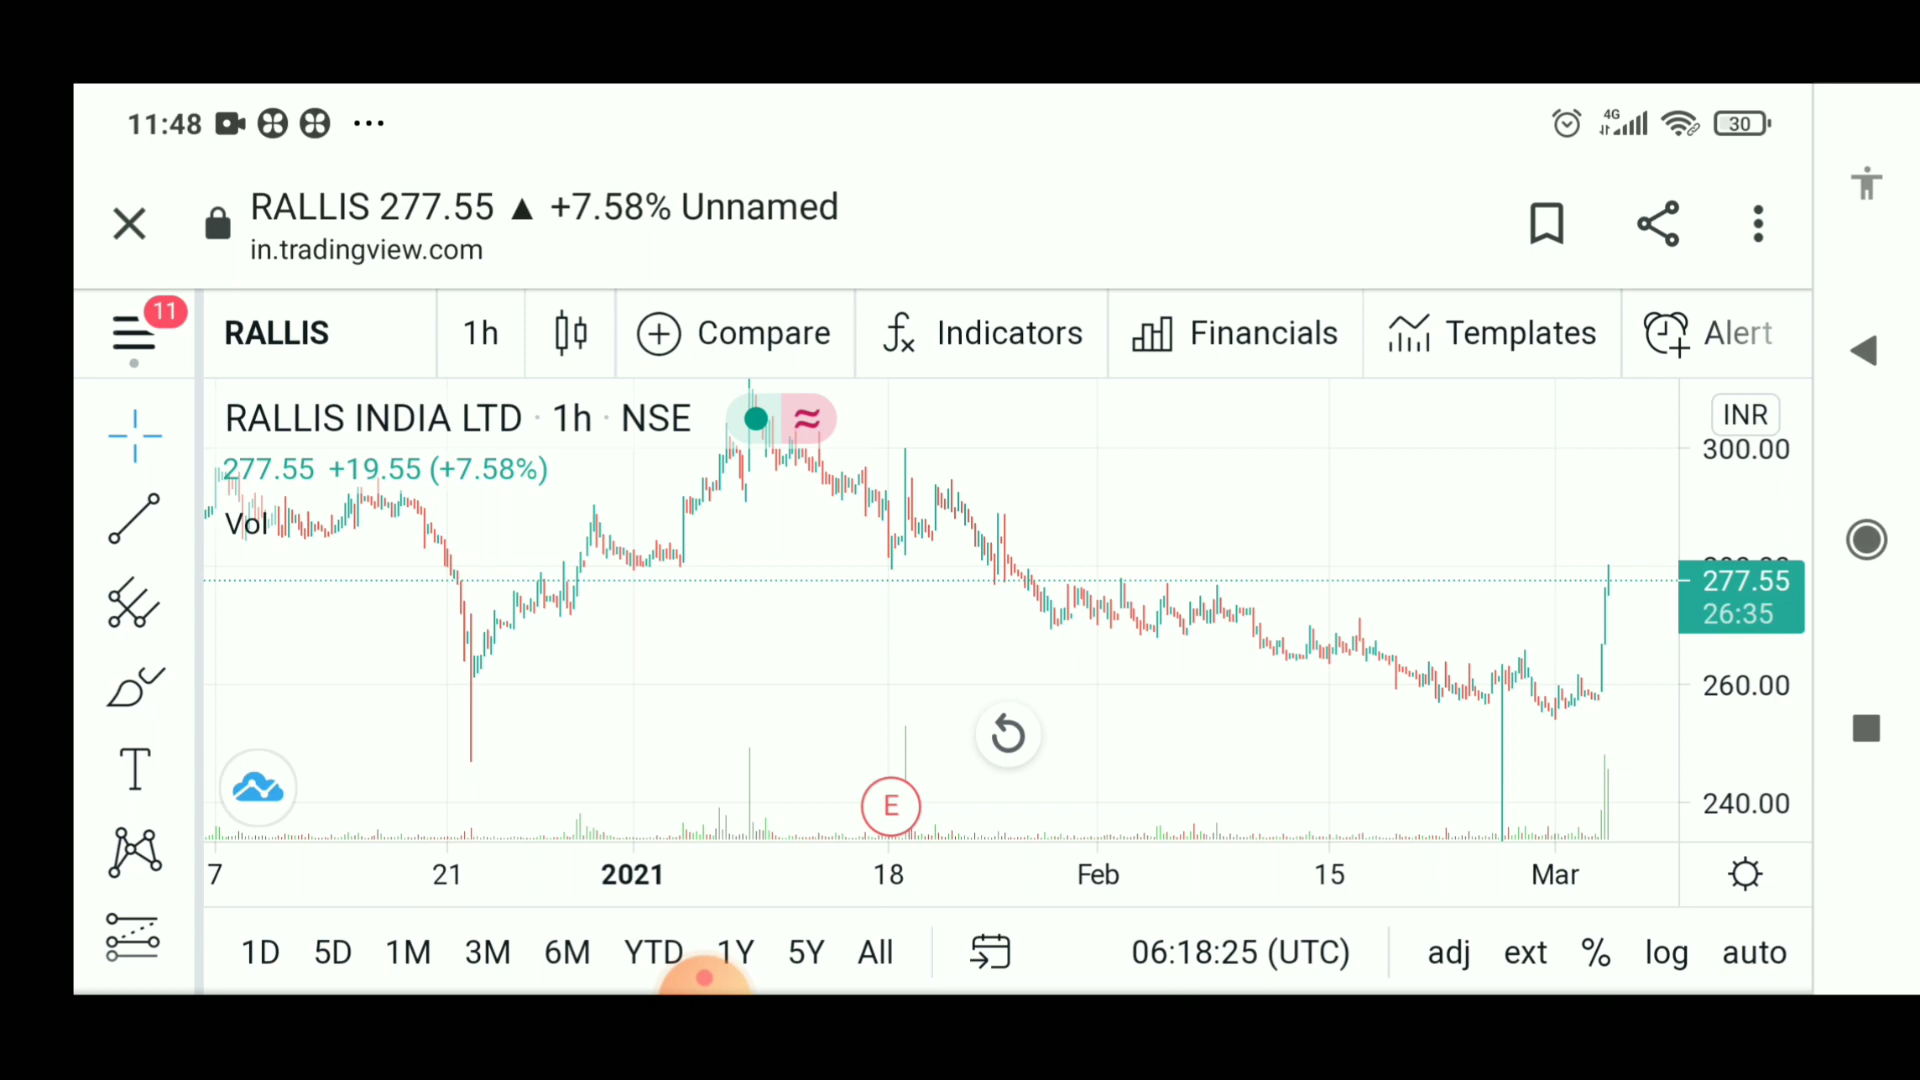 11:48
4G
30
RALLIS 277.55 ▲ +7.58% Unnamed
in.tradingview.com
11
RALLIS
1h
Compare
Indicators
Financials
Templates
Alert
RALLIS INDIA LTD · 1h · NSE
INR
277.55 +19.55 (+7.58%)
300.00
Vol
277.55
26:35
260.00
E
240.00
7 21 2021 18 Feb 15 Mar
1D 5D 1M 3M 6M YTD 1Y 5Y All
06:18:25 (UTC)
adj ext % log auto